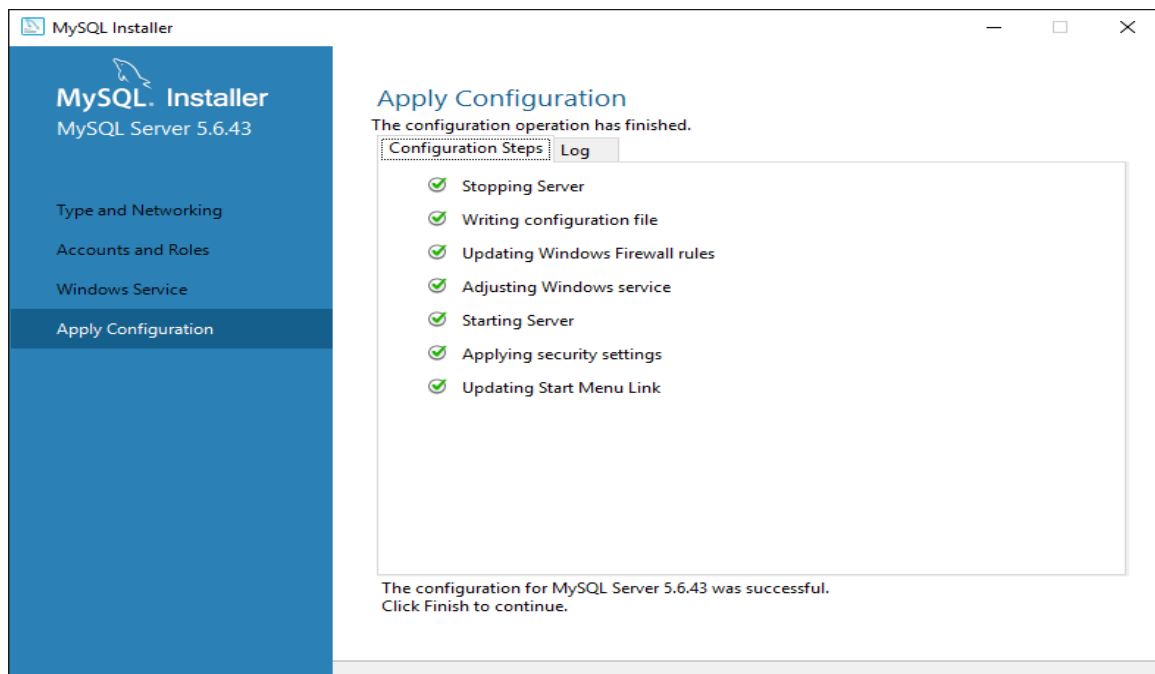 MySQL Installer
MySQL. Installer
MySQL Server 5.6.43
Type and Networking
Accounts and Roles
Windows Service
Apply Configuration
Apply Configuration
The configuration operation has finished.
Configuration Steps Log
Stopping Server
Writing configuration file
Updating Windows Firewall rules
Adjusting Windows service
Starting Server
Applying security settings
Updating Start Menu Link
The configuration for MySQL Server 5.6.43 was successful.
Click Finish to continue.